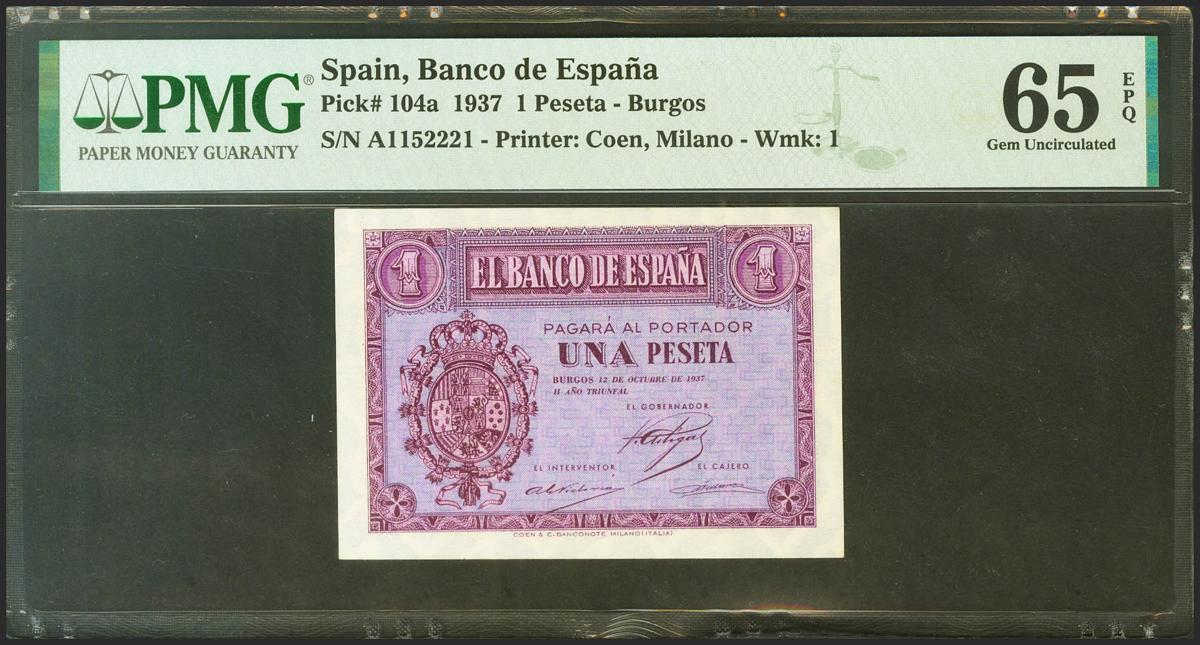 PMG®
PAPER MONEY GUARANTY
Spain, Banco de España
Pick# 104a 1937 1 Peseta - Burgos
S/N A1152221 - Printer: Coen, Milano - Wmk: 1
65
EPQ
Gem Uncirculated
1
EL BANCO DE ESPAÑA
1
PAGARÁ AL PORTADOR
UNA PESETA
BURGOS 12 DE OCTUBRE DE 1937
II AÑO TRIUNFAL
EL GOBERNADOR
EL INTERVENTOR
EL CAJERO
COEN & C. BANCONOTE MILANO (ITALIA)